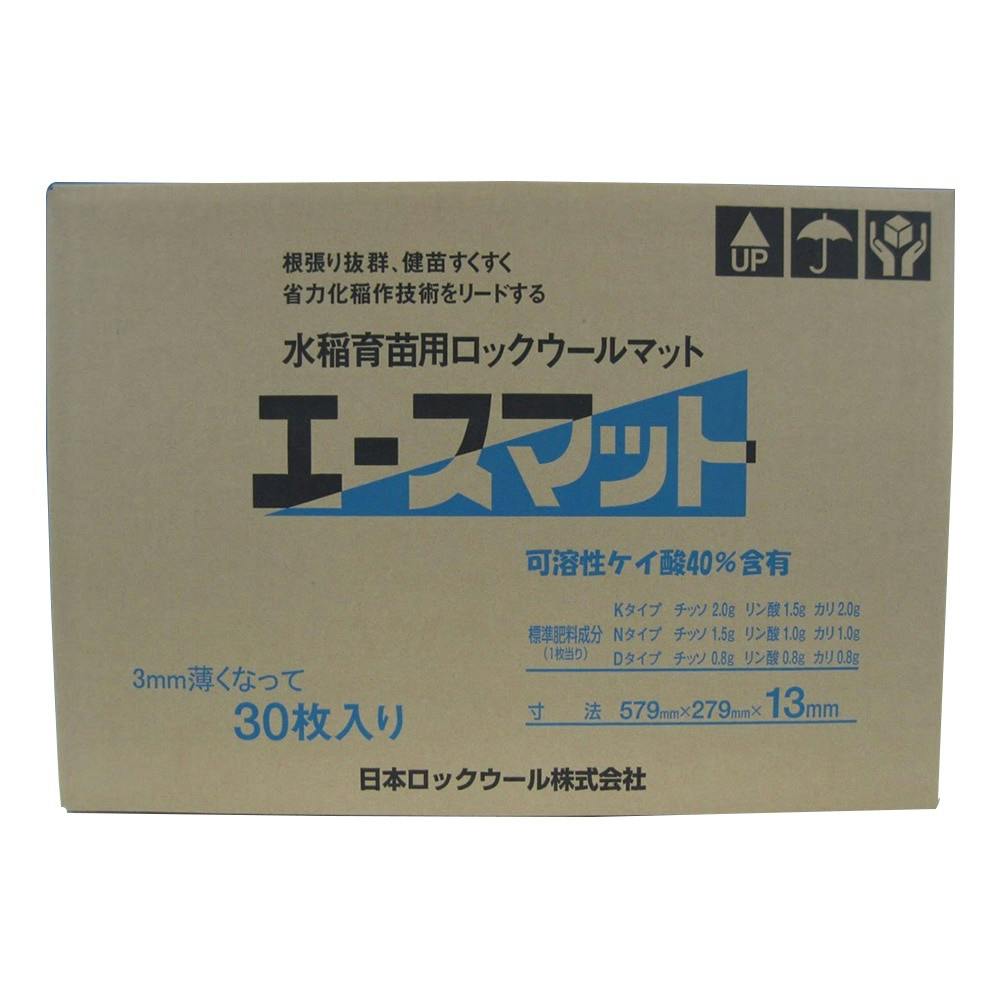 UP
根張り抜群、健苗すくすく
省力化稲作技術をリードする
水稲育苗用ロックウールマット
エースマット
可溶性ケイ酸40%含有
標準肥料成分
(1枚当り)
Kタイプ チッソ2.0g リン酸1.5g カリ2.0g
Nタイプ チッソ1.5g リン酸1.0g カリ1.0g
Dタイプ チッソ0.8g リン酸0.8g カリ0.8g
寸 法 579mm×279mm×13mm
3mm薄くなって
30枚入り
日本ロックウール株式会社